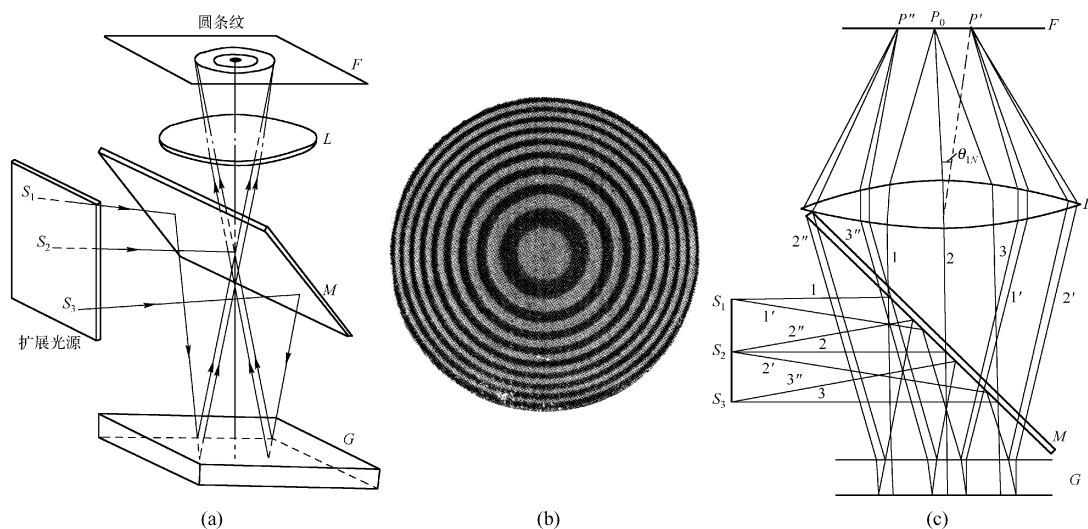 圆条纹
F
L
S₁
S₂
S₃
M
扩展光源
G
(a)
(b)
P″ P₀ P′ F
θ₁N
L
2″ 3″ 1 2 3 1′ 2′
S₁ 1
1′
2″
S₂ 2
2′
3″
S₃ 3
M
G
(c)